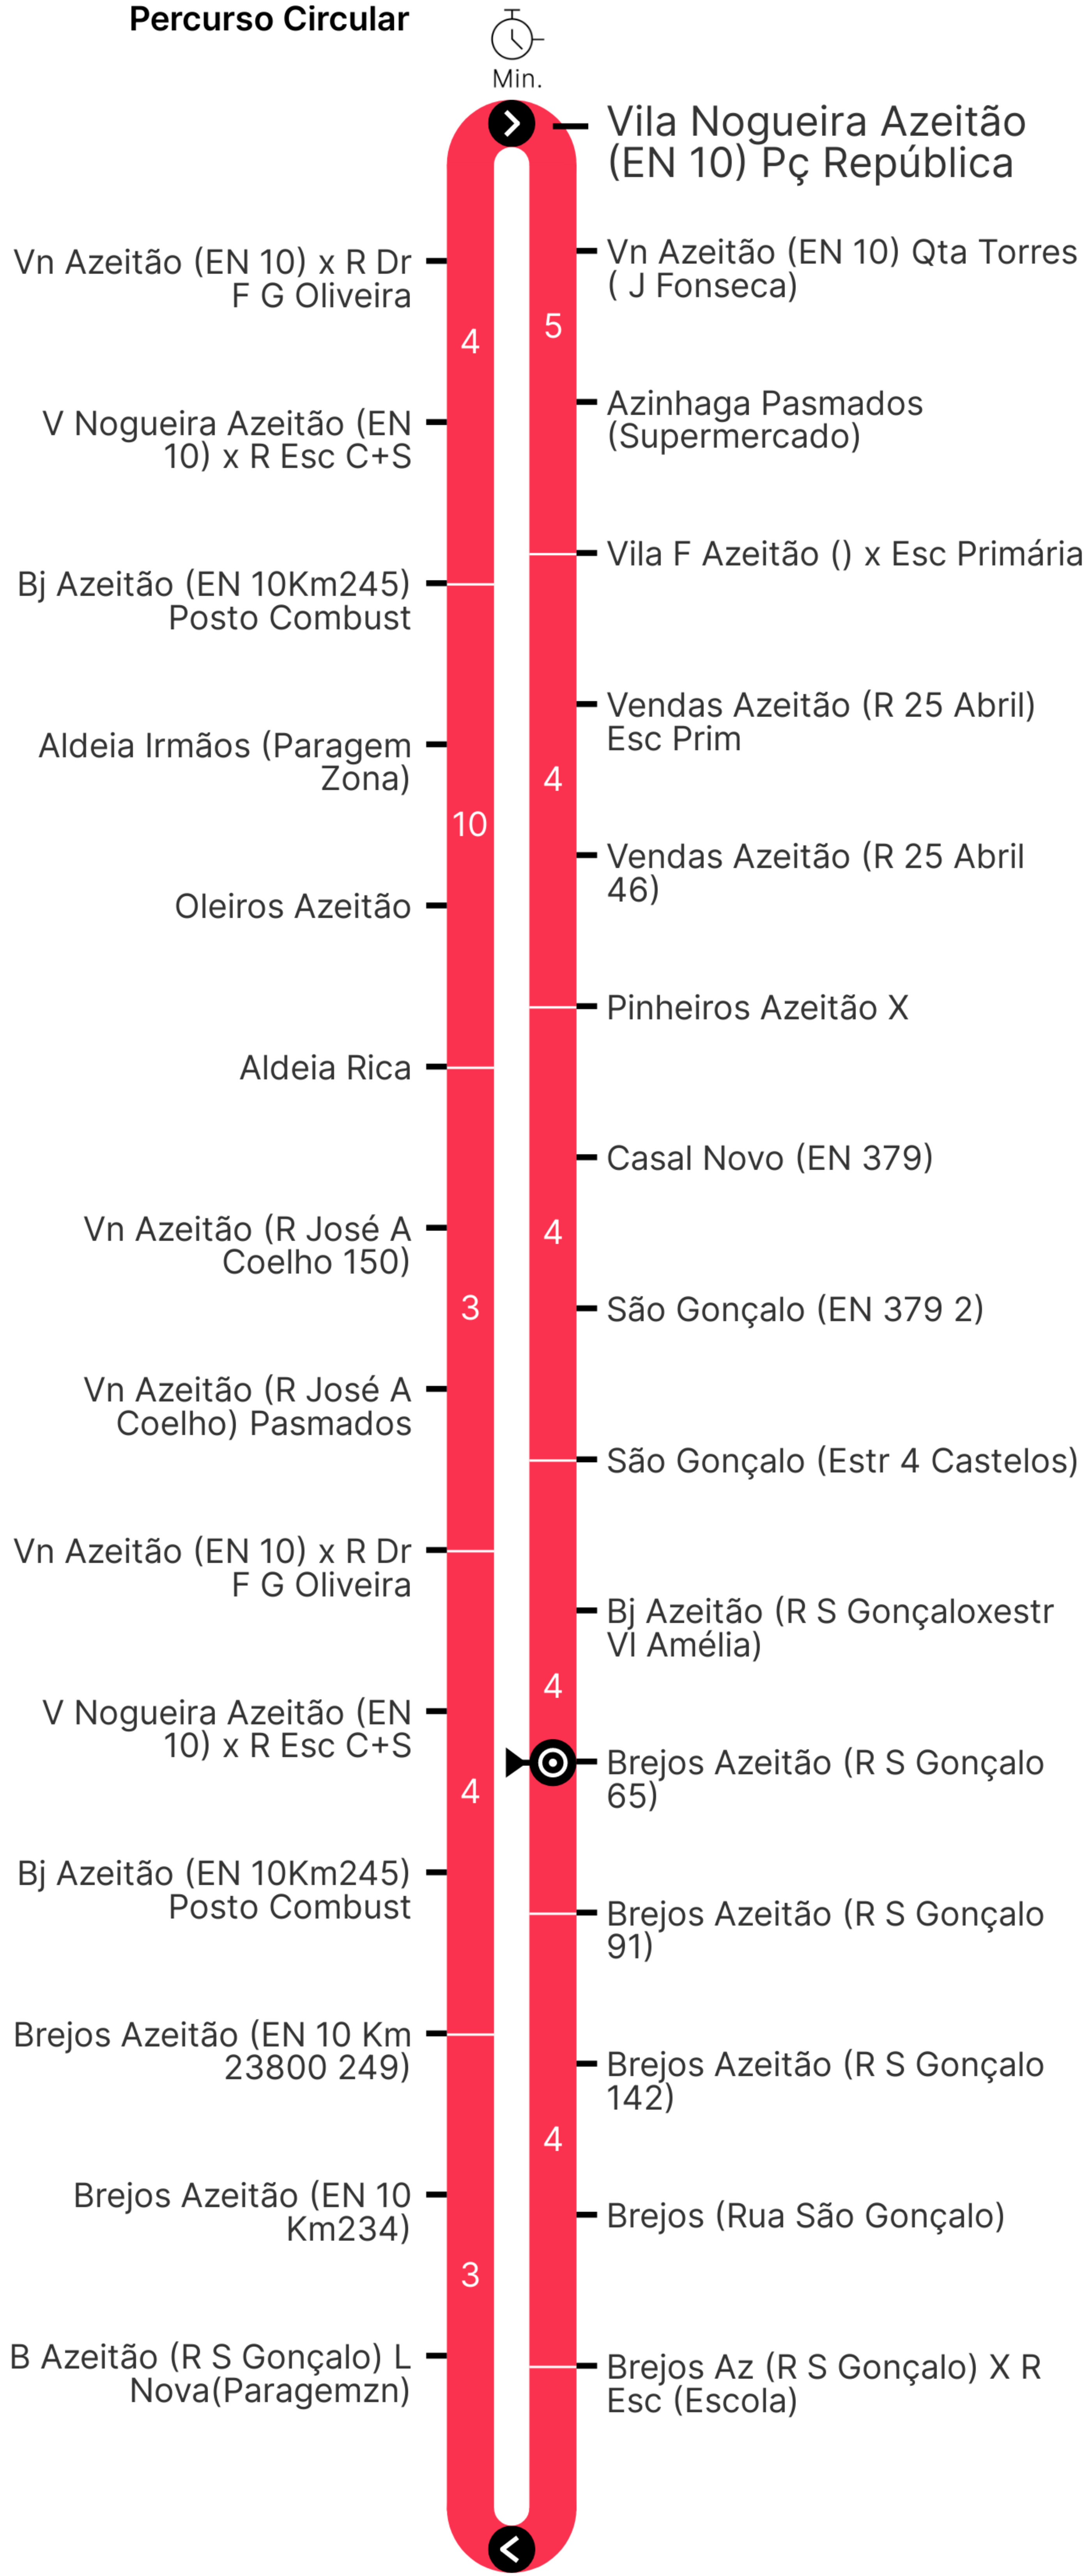 Percurso Circular
Min.
Vila Nogueira Azeitão
(EN 10) Pç República
Vn Azeitão (EN 10) Qta Torres
( J Fonseca)
5
Azinhaga Pasmados
(Supermercado)
Vila F Azeitão () x Esc Primária
Vendas Azeitão (R 25 Abril)
Esc Prim
4
Vendas Azeitão (R 25 Abril
46)
Pinheiros Azeitão X
Casal Novo (EN 379)
4
São Gonçalo (EN 379 2)
São Gonçalo (Estr 4 Castelos)
Bj Azeitão (R S Gonçaloxestr
Vl Amélia)
4
Brejos Azeitão (R S Gonçalo
65)
Brejos Azeitão (R S Gonçalo
91)
Brejos Azeitão (R S Gonçalo
142)
4
Brejos (Rua São Gonçalo)
Brejos Az (R S Gonçalo) X R
Esc (Escola)
Vn Azeitão (EN 10) x R Dr
F G Oliveira
4
V Nogueira Azeitão (EN
10) x R Esc C+S
Bj Azeitão (EN 10Km245)
Posto Combust
Aldeia Irmãos (Paragem
Zona)
10
Oleiros Azeitão
Aldeia Rica
Vn Azeitão (R José A
Coelho 150)
3
Vn Azeitão (R José A
Coelho) Pasmados
Vn Azeitão (EN 10) x R Dr
F G Oliveira
V Nogueira Azeitão (EN
10) x R Esc C+S
4
Bj Azeitão (EN 10Km245)
Posto Combust
Brejos Azeitão (EN 10 Km
23800 249)
Brejos Azeitão (EN 10
Km234)
3
B Azeitão (R S Gonçalo) L
Nova(Paragemzn)